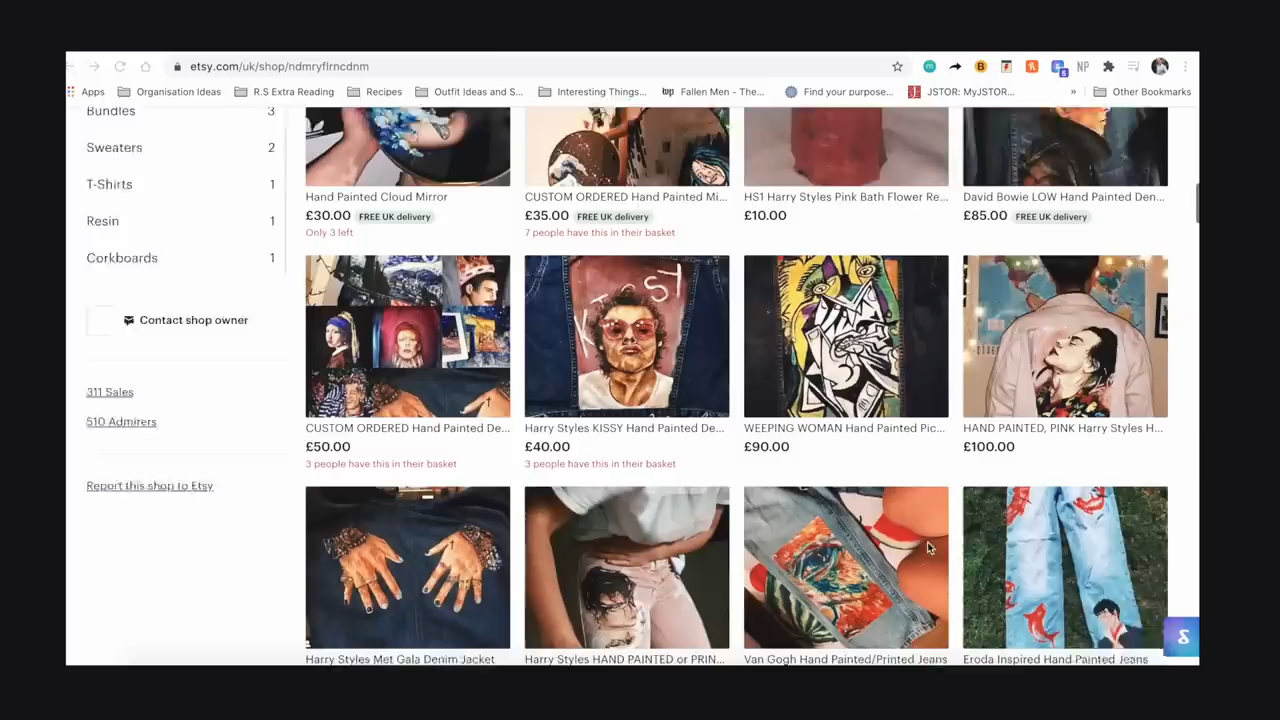 etsy.com/uk/shop/ndmryflrncdnm
Apps Organisation Ideas R.S Extra Reading Recipes Outfit Ideas and S... Interesting Things... Fallen Men - The... Find your purpose... JSTOR: MyJSTOR... » Other Bookmarks
Bundles 3
Sweaters 2
T-Shirts 1
Resin 1
Corkboards 1
Contact shop owner
311 Sales
510 Admirers
Report this shop to Etsy
Hand Painted Cloud Mirror
£30.00 FREE UK delivery
Only 3 left
CUSTOM ORDERED Hand Painted Mi...
£35.00 FREE UK delivery
7 people have this in their basket
HS1 Harry Styles Pink Bath Flower Re...
£10.00
David Bowie LOW Hand Painted Den...
£85.00 FREE UK delivery
CUSTOM ORDERED Hand Painted De...
£50.00
3 people have this in their basket
KISSY
Harry Styles KISSY Hand Painted De...
£40.00
3 people have this in their basket
WEEPING WOMAN Hand Painted Pic...
£90.00
HAND PAINTED, PINK Harry Styles H...
£100.00
Harry Styles Met Gala Denim Jacket
Harry Styles HAND PAINTED or PRIN...
Van Gogh Hand Painted/Printed Jeans
Eroda Inspired Hand Painted Jeans